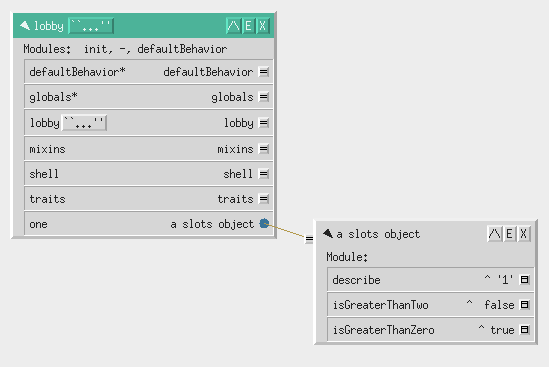 lobby ``...''
/\ E X
Modules: init, -, defaultBehavior
defaultBehavior* defaultBehavior =
globals* globals =
lobby ``...'' lobby =
mixins mixins =
shell shell =
traits traits =
one a slots object
= a slots object /\ E X
Module:
describe ^ '1'
isGreaterThanTwo ^ false
isGreaterThanZero ^ true